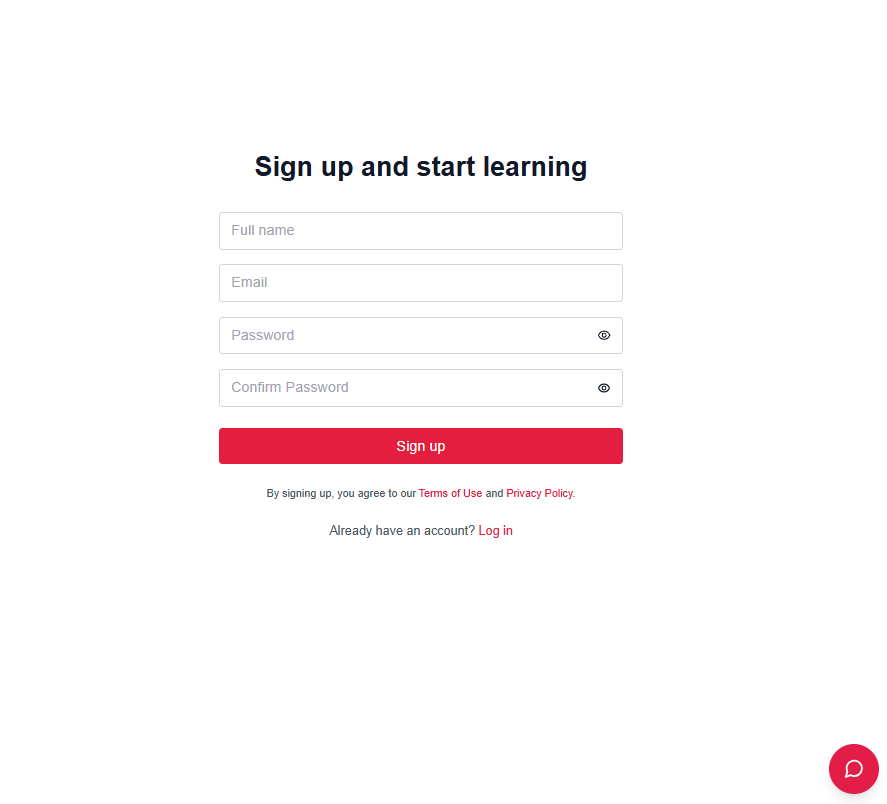 Sign up and start learning
Full name
Email
Password
Confirm Password
Sign up
By signing up, you agree to our Terms of Use and Privacy Policy.
Already have an account? Log in